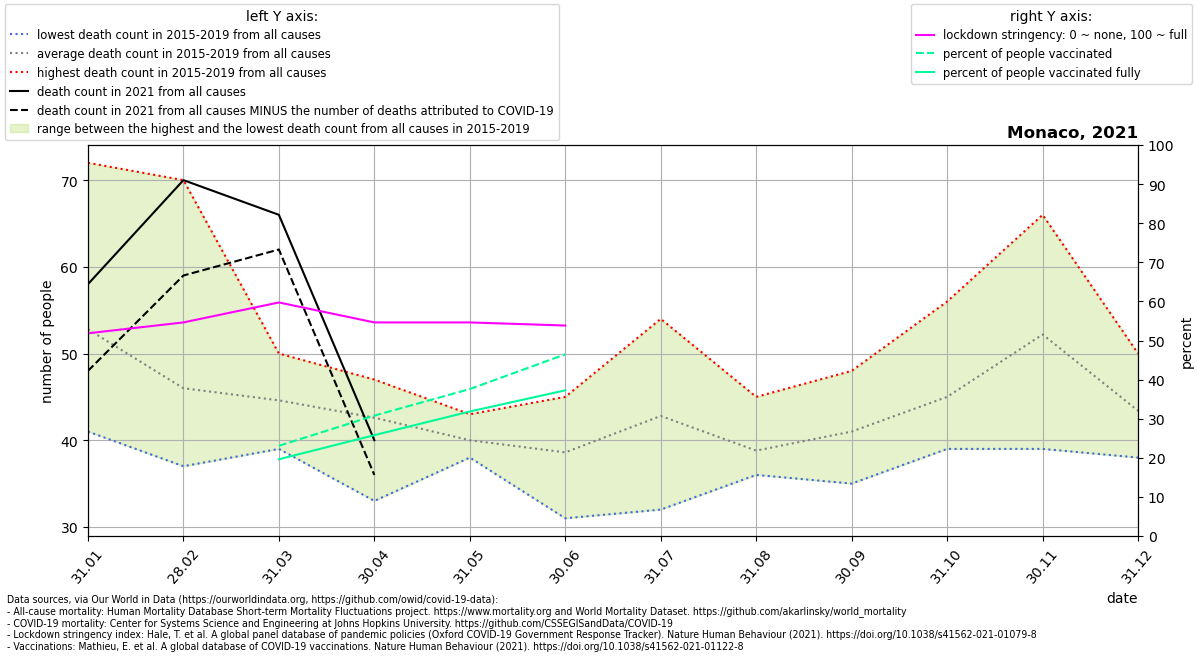 left Y axis:
lowest death count in 2015-2019 from all causes
average death count in 2015-2019 from all causes
highest death count in 2015-2019 from all causes
death count in 2021 from all causes
death count in 2021 from all causes MINUS the number of deaths attributed to COVID-19
range between the highest and the lowest death count from all causes in 2015-2019
right Y axis:
lockdown stringency: 0 ~ none, 100 ~ full
percent of people vaccinated
percent of people vaccinated fully
Monaco, 2021
number of people
70
60
50
40
30
100
90
80
70
60
50
40
30
20
10
0
percent
31.01
28.02
31.03
30.04
31.05
30.06
31.07
31.08
30.09
31.10
30.11
31.12
date
Data sources, via Our World in Data (https://ourworldindata.org, https://github.com/owid/covid-19-data):
- All-cause mortality: Human Mortality Database Short-term Mortality Fluctuations project. https://www.mortality.org and World Mortality Dataset. https://github.com/akarlinsky/world_mortality
- COVID-19 mortality: Center for Systems Science and Engineering at Johns Hopkins University. https://github.com/CSSEGISandData/COVID-19
- Lockdown stringency index: Hale, T. et al. A global panel database of pandemic policies (Oxford COVID-19 Government Response Tracker). Nature Human Behaviour (2021). https://doi.org/10.1038/s41562-021-01079-8
- Vaccinations: Mathieu, E. et al. A global database of COVID-19 vaccinations. Nature Human Behaviour (2021). https://doi.org/10.1038/s41562-021-01122-8